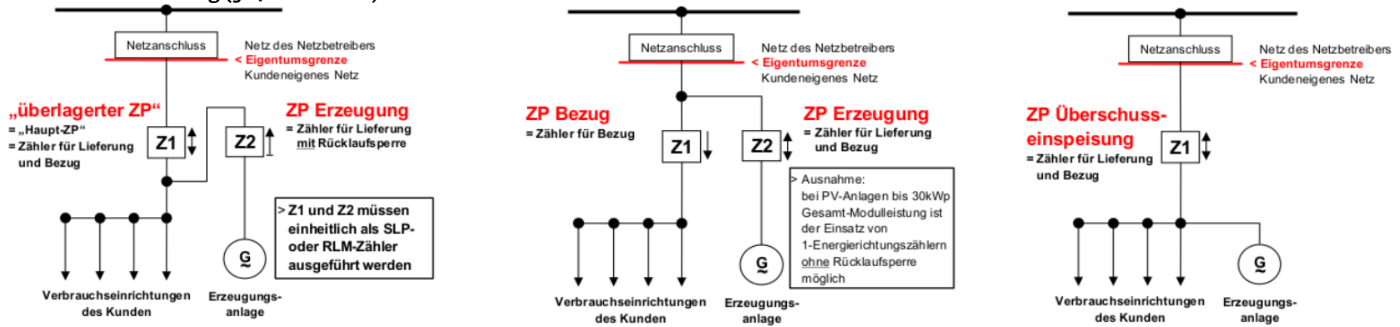 Netzanschluss
Netz des Netzbetreibers
< Eigentumsgrenze
Kundeneigenes Netz
„überlagerter ZP“
= „Haupt-ZP“
= Zähler für Lieferung
und Bezug
Z1
Z2
ZP Erzeugung
= Zähler für Lieferung
mit Rücklaufsperre
> Z1 und Z2 müssen
einheitlich als SLP-
oder RLM-Zähler
ausgeführt werden
G
~
Verbrauchseinrichtungen
des Kunden
Erzeugungs-
anlage
Netzanschluss
Netz des Netzbetreibers
< Eigentumsgrenze
Kundeneigenes Netz
ZP Bezug
= Zähler für Bezug
Z1
Z2
ZP Erzeugung
= Zähler für Lieferung
und Bezug
> Ausnahme:
bei PV-Anlagen bis 30kWp
Gesamt-Modulleistung ist
der Einsatz von
1-Energierichtungszählern
ohne Rücklaufsperre
möglich
G
~
Verbrauchseinrichtungen
des Kunden
Erzeugungs-
anlage
Netzanschluss
Netz des Netzbetreibers
< Eigentumsgrenze
Kundeneigenes Netz
ZP Überschuss-
einspeisung
= Zähler für Lieferung
und Bezug
Z1
G
~
Verbrauchseinrichtungen
des Kunden
Erzeugungs-
anlage